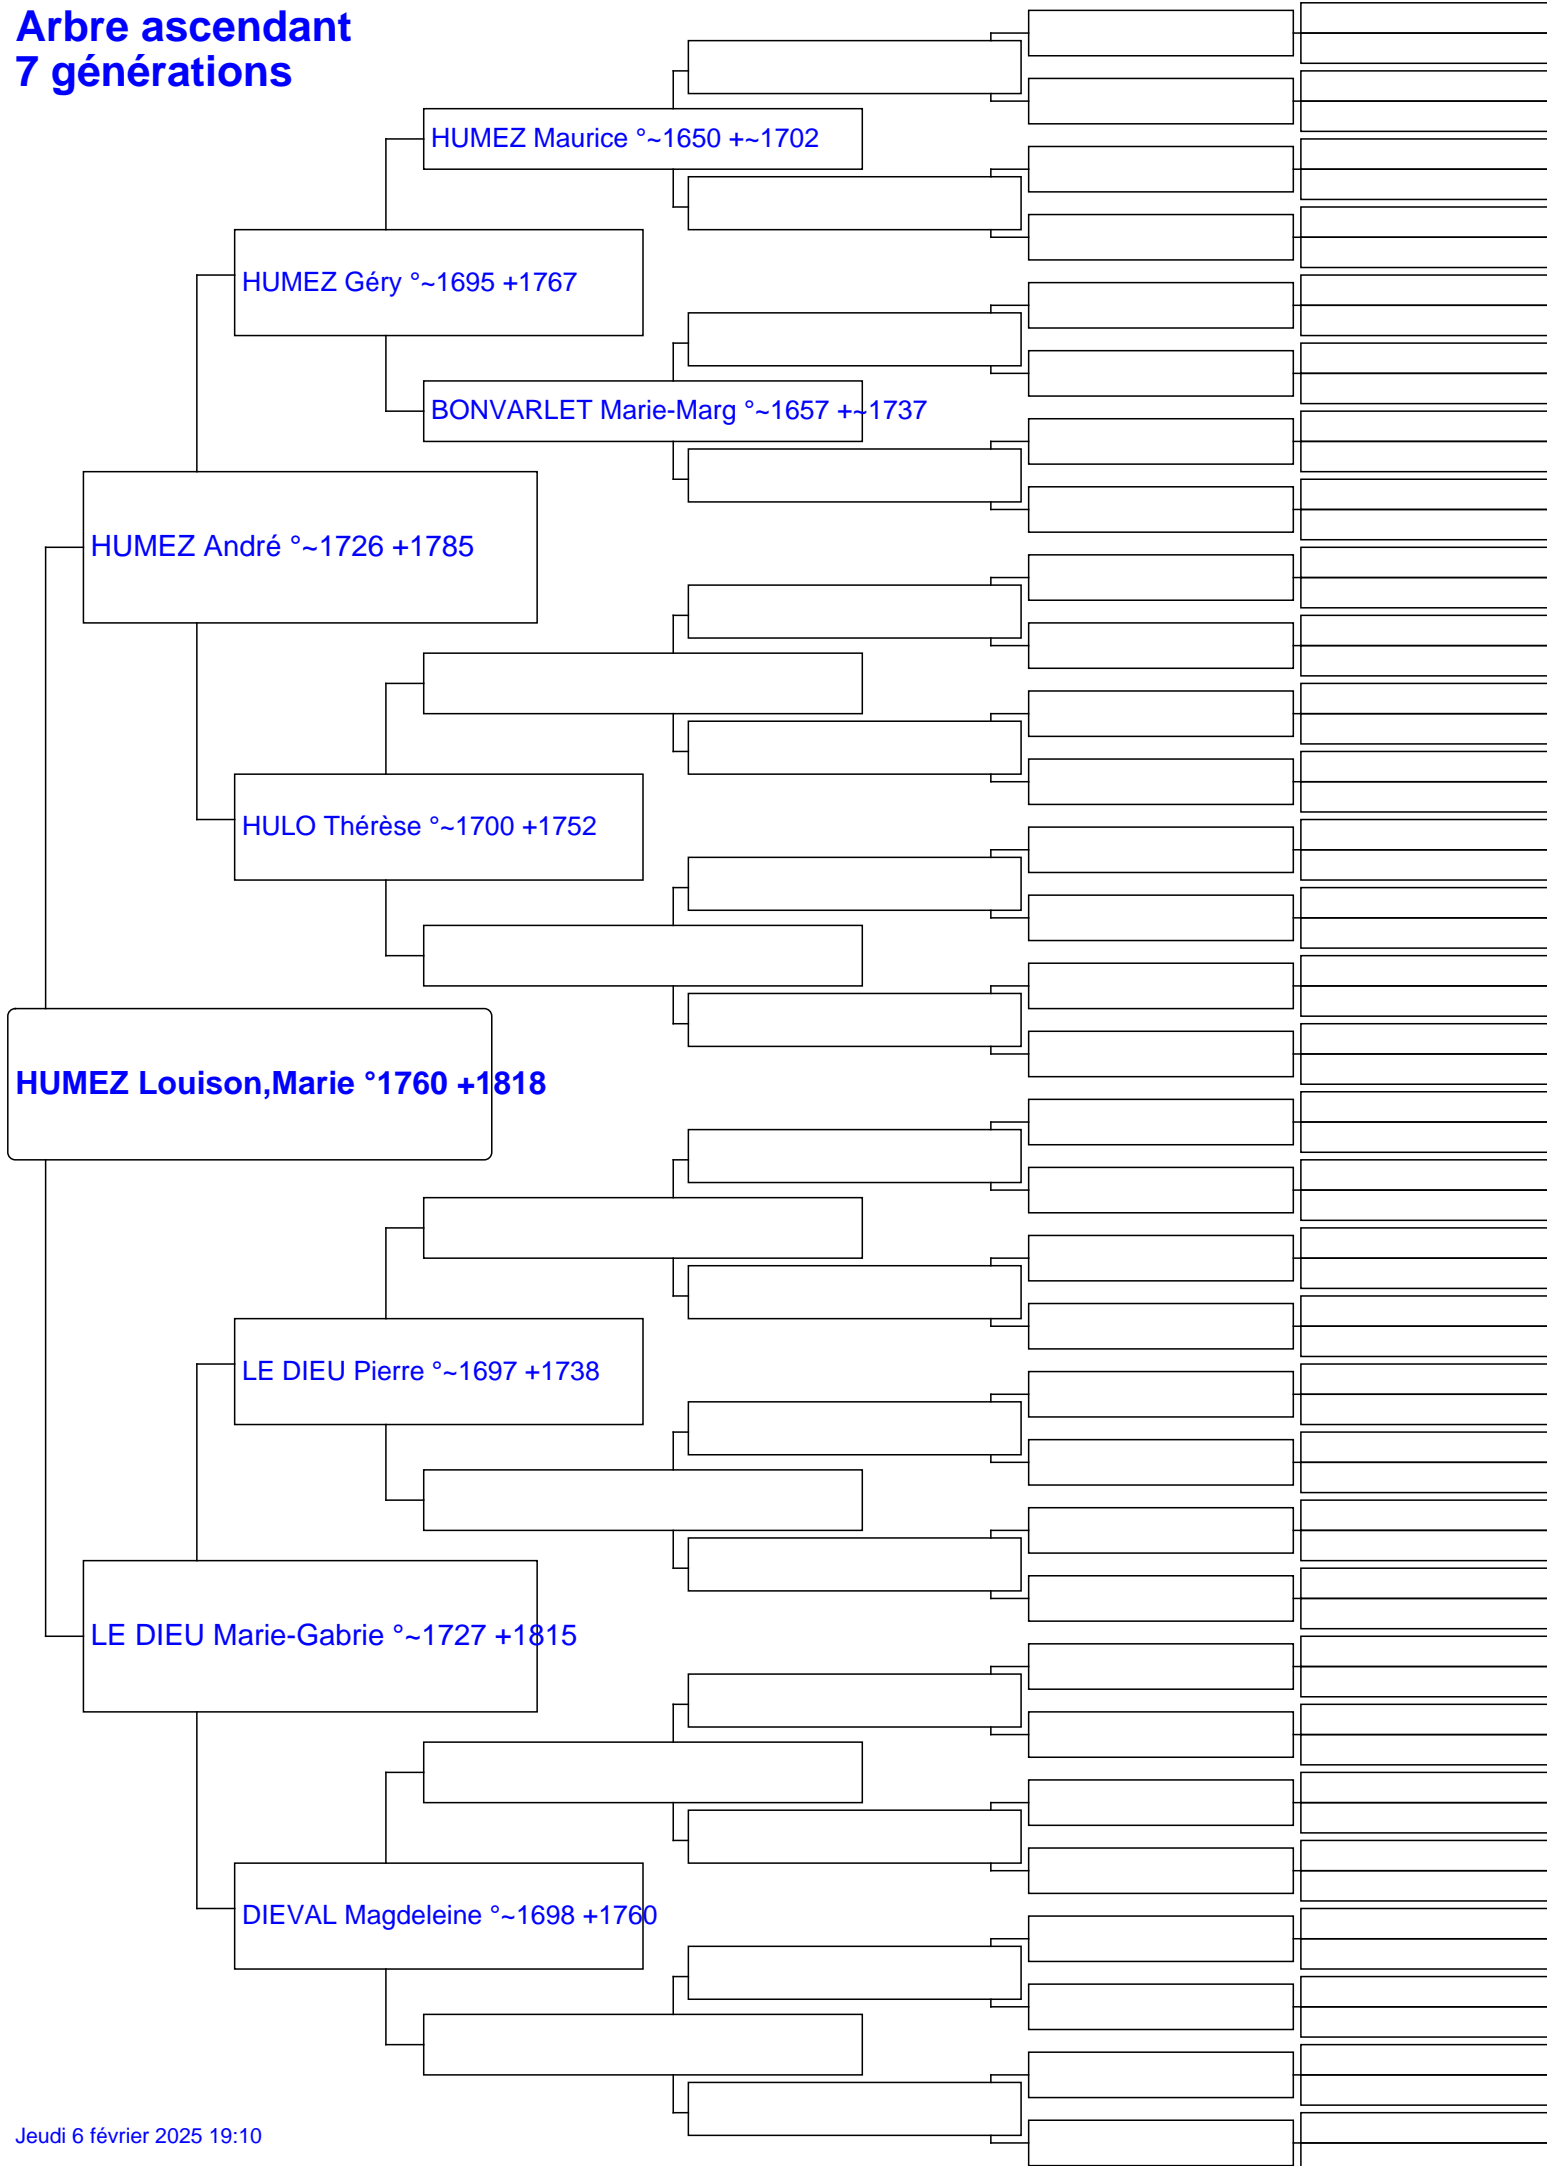 Arbre ascendant
7 générations
HUMEZ Maurice °~1650 +~1702
HUMEZ Géry °~1695 +1767
BONVARLET Marie-Marg °~1657 +~1737
HUMEZ André °~1726 +1785
HULO Thérèse °~1700 +1752
HUMEZ Louison,Marie °1760 +1818
LE DIEU Pierre °~1697 +1738
LE DIEU Marie-Gabrie °~1727 +1815
DIEVAL Magdeleine °~1698 +1760
Jeudi 6 février 2025 19:10